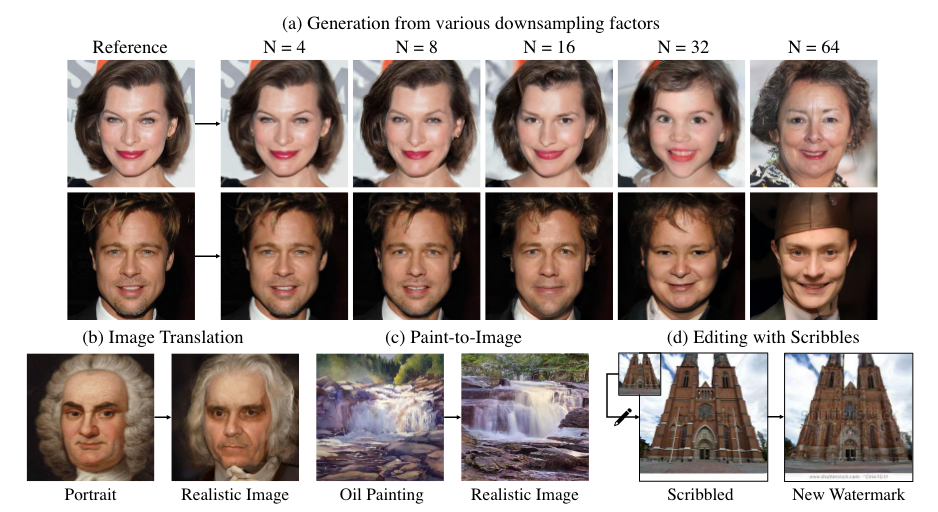 (a) Generation from various downsampling factors
Reference N = 4 N = 8 N = 16 N = 32 N = 64
(b) Image Translation (c) Paint-to-Image (d) Editing with Scribbles
Portrait Realistic Image Oil Painting Realistic Image Scribbled New Watermark